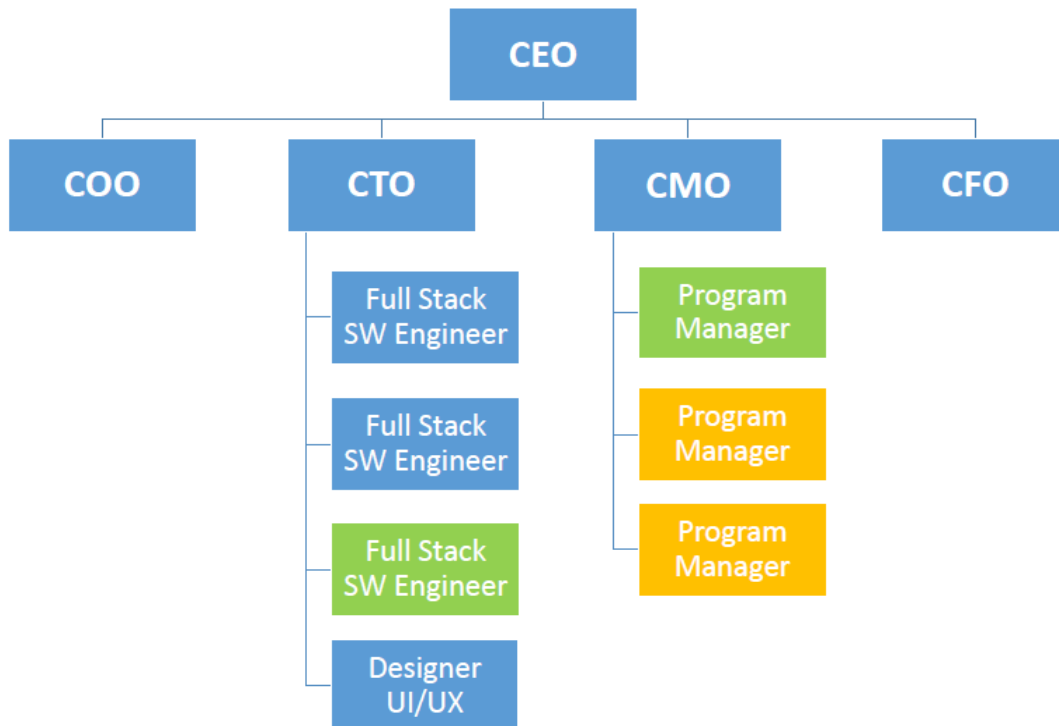 CEO
COO
CTO
CMO
CFO
Full Stack
SW Engineer
Full Stack
SW Engineer
Full Stack
SW Engineer
Designer
UI/UX
Program
Manager
Program
Manager
Program
Manager